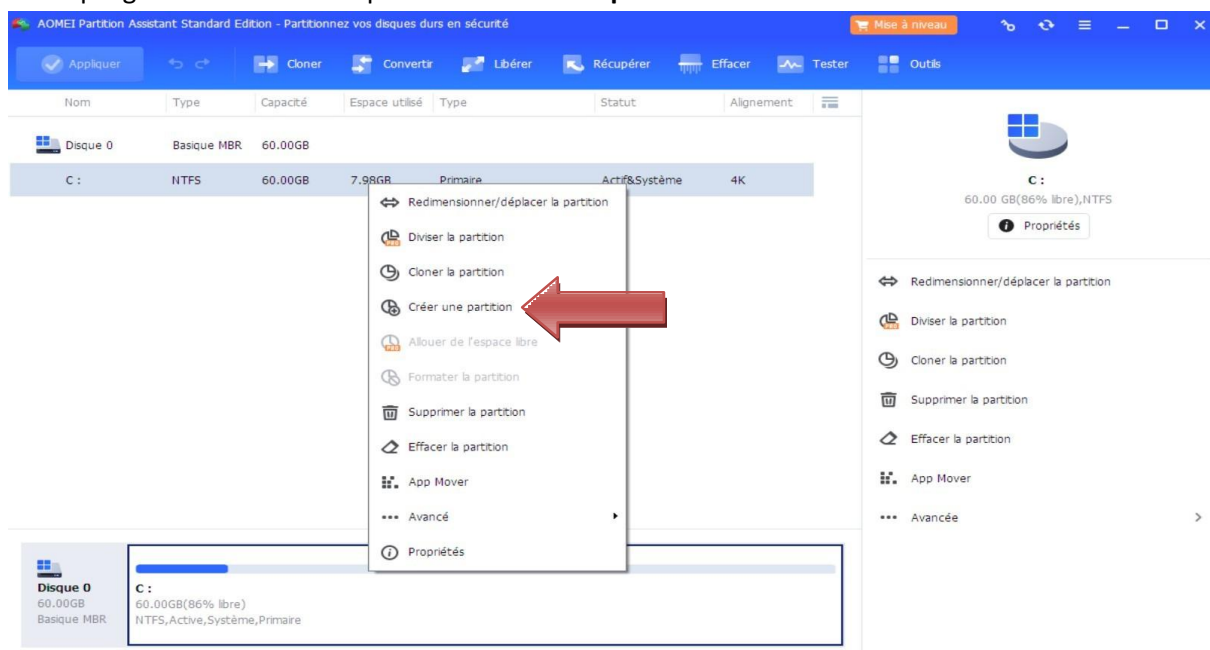 AOMEI Partition Assistant Standard Edition - Partitionnez vos disques durs en sécurité Mise à niveau
Appliquer Cloner Convertir Libérer Récupérer Effacer Tester Outils
Nom Type Capacité Espace utilisé Type Statut Alignement
Disque 0 Basique MBR 60.00GB
C : NTFS 60.00GB 7.98GB Primaire Actif&Système 4K
Redimensionner/déplacer la partition
PRO Diviser la partition
Cloner la partition
Créer une partition
PRO Allouer de l'espace libre
Formater la partition
Supprimer la partition
Effacer la partition
App Mover
Avancé
Propriétés
C :
60.00 GB(86% libre),NTFS
Propriétés
Redimensionner/déplacer la partition
PRO Diviser la partition
Cloner la partition
Supprimer la partition
Effacer la partition
App Mover
Avancée
Disque 0
60.00GB
Basique MBR
C :
60.00GB(86% libre)
NTFS,Active,Système,Primaire